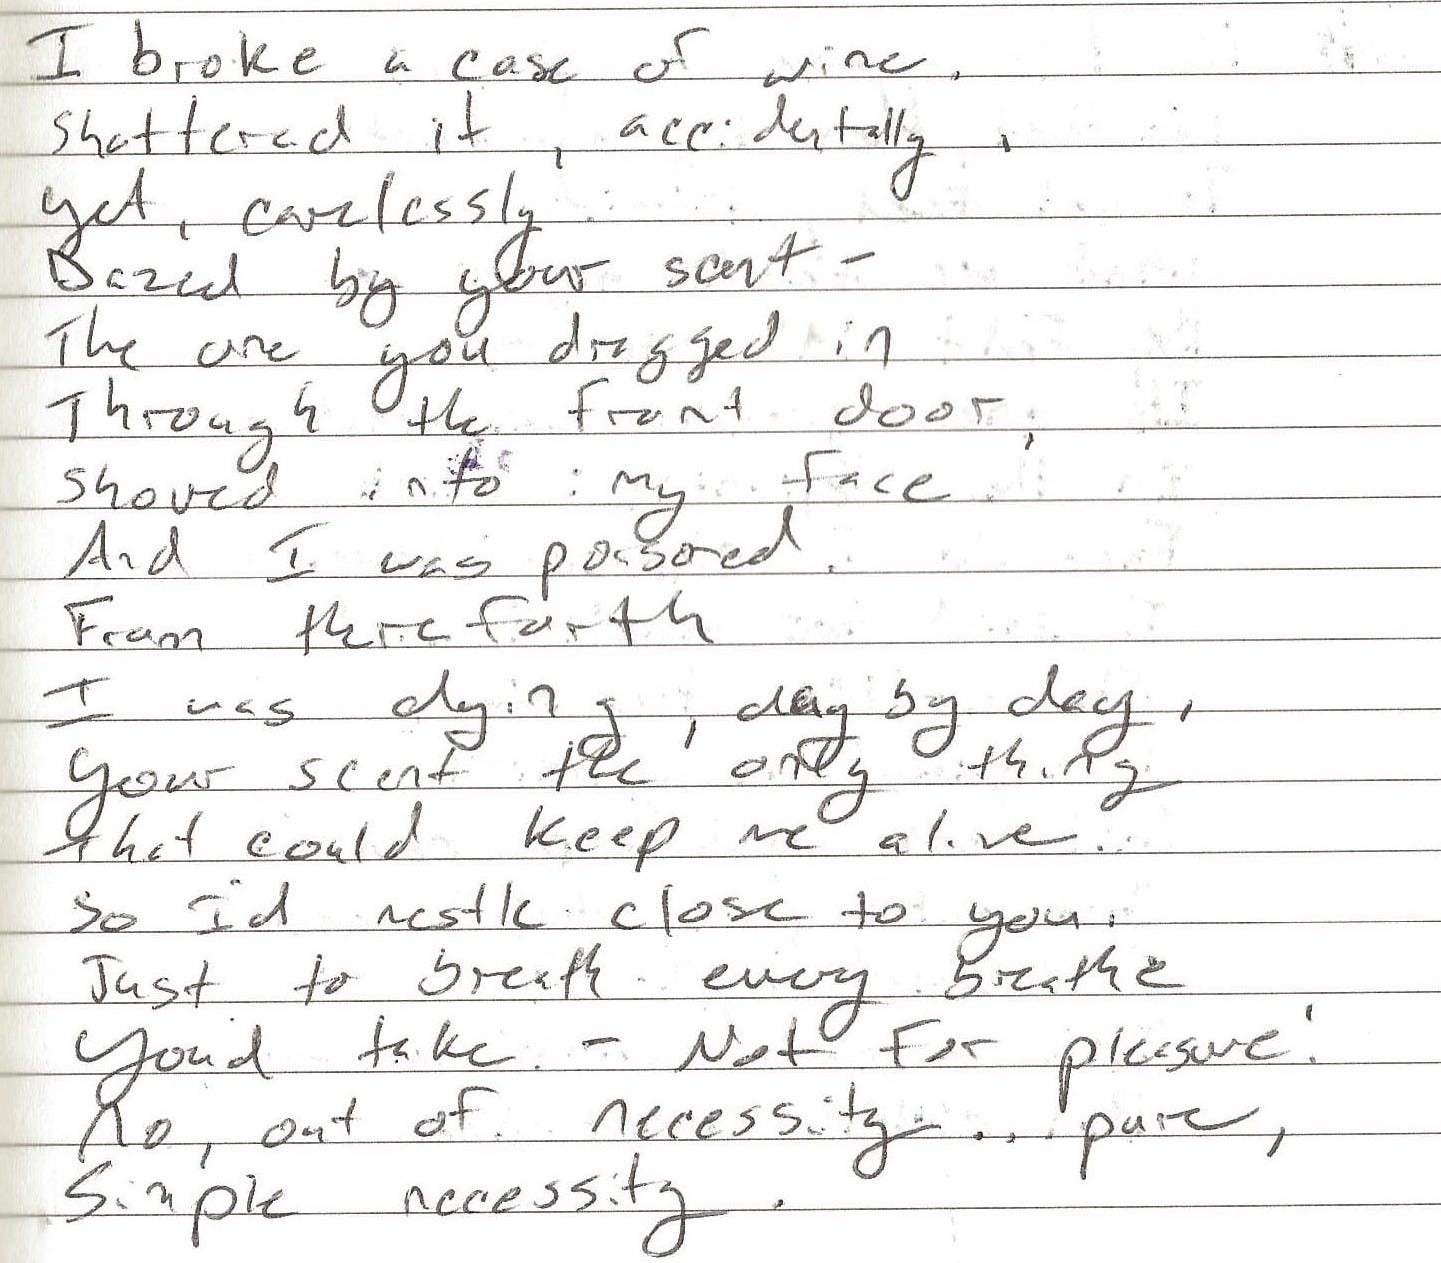 I broke a case of wine.
shattered it, accidentally,
yet, carelessly
Dazed by your scent -
The one you dragged in
Through the front door,
shoved into my face
And I was poisoned.
From there forth
I was dying, day by day,
your scent the only thing
that could keep me alive..
so I'd nestle close to you.
Just to breath every breathe
You'd take - Not for pleasure!
No, out of necessity... pure,
Simple necessity.